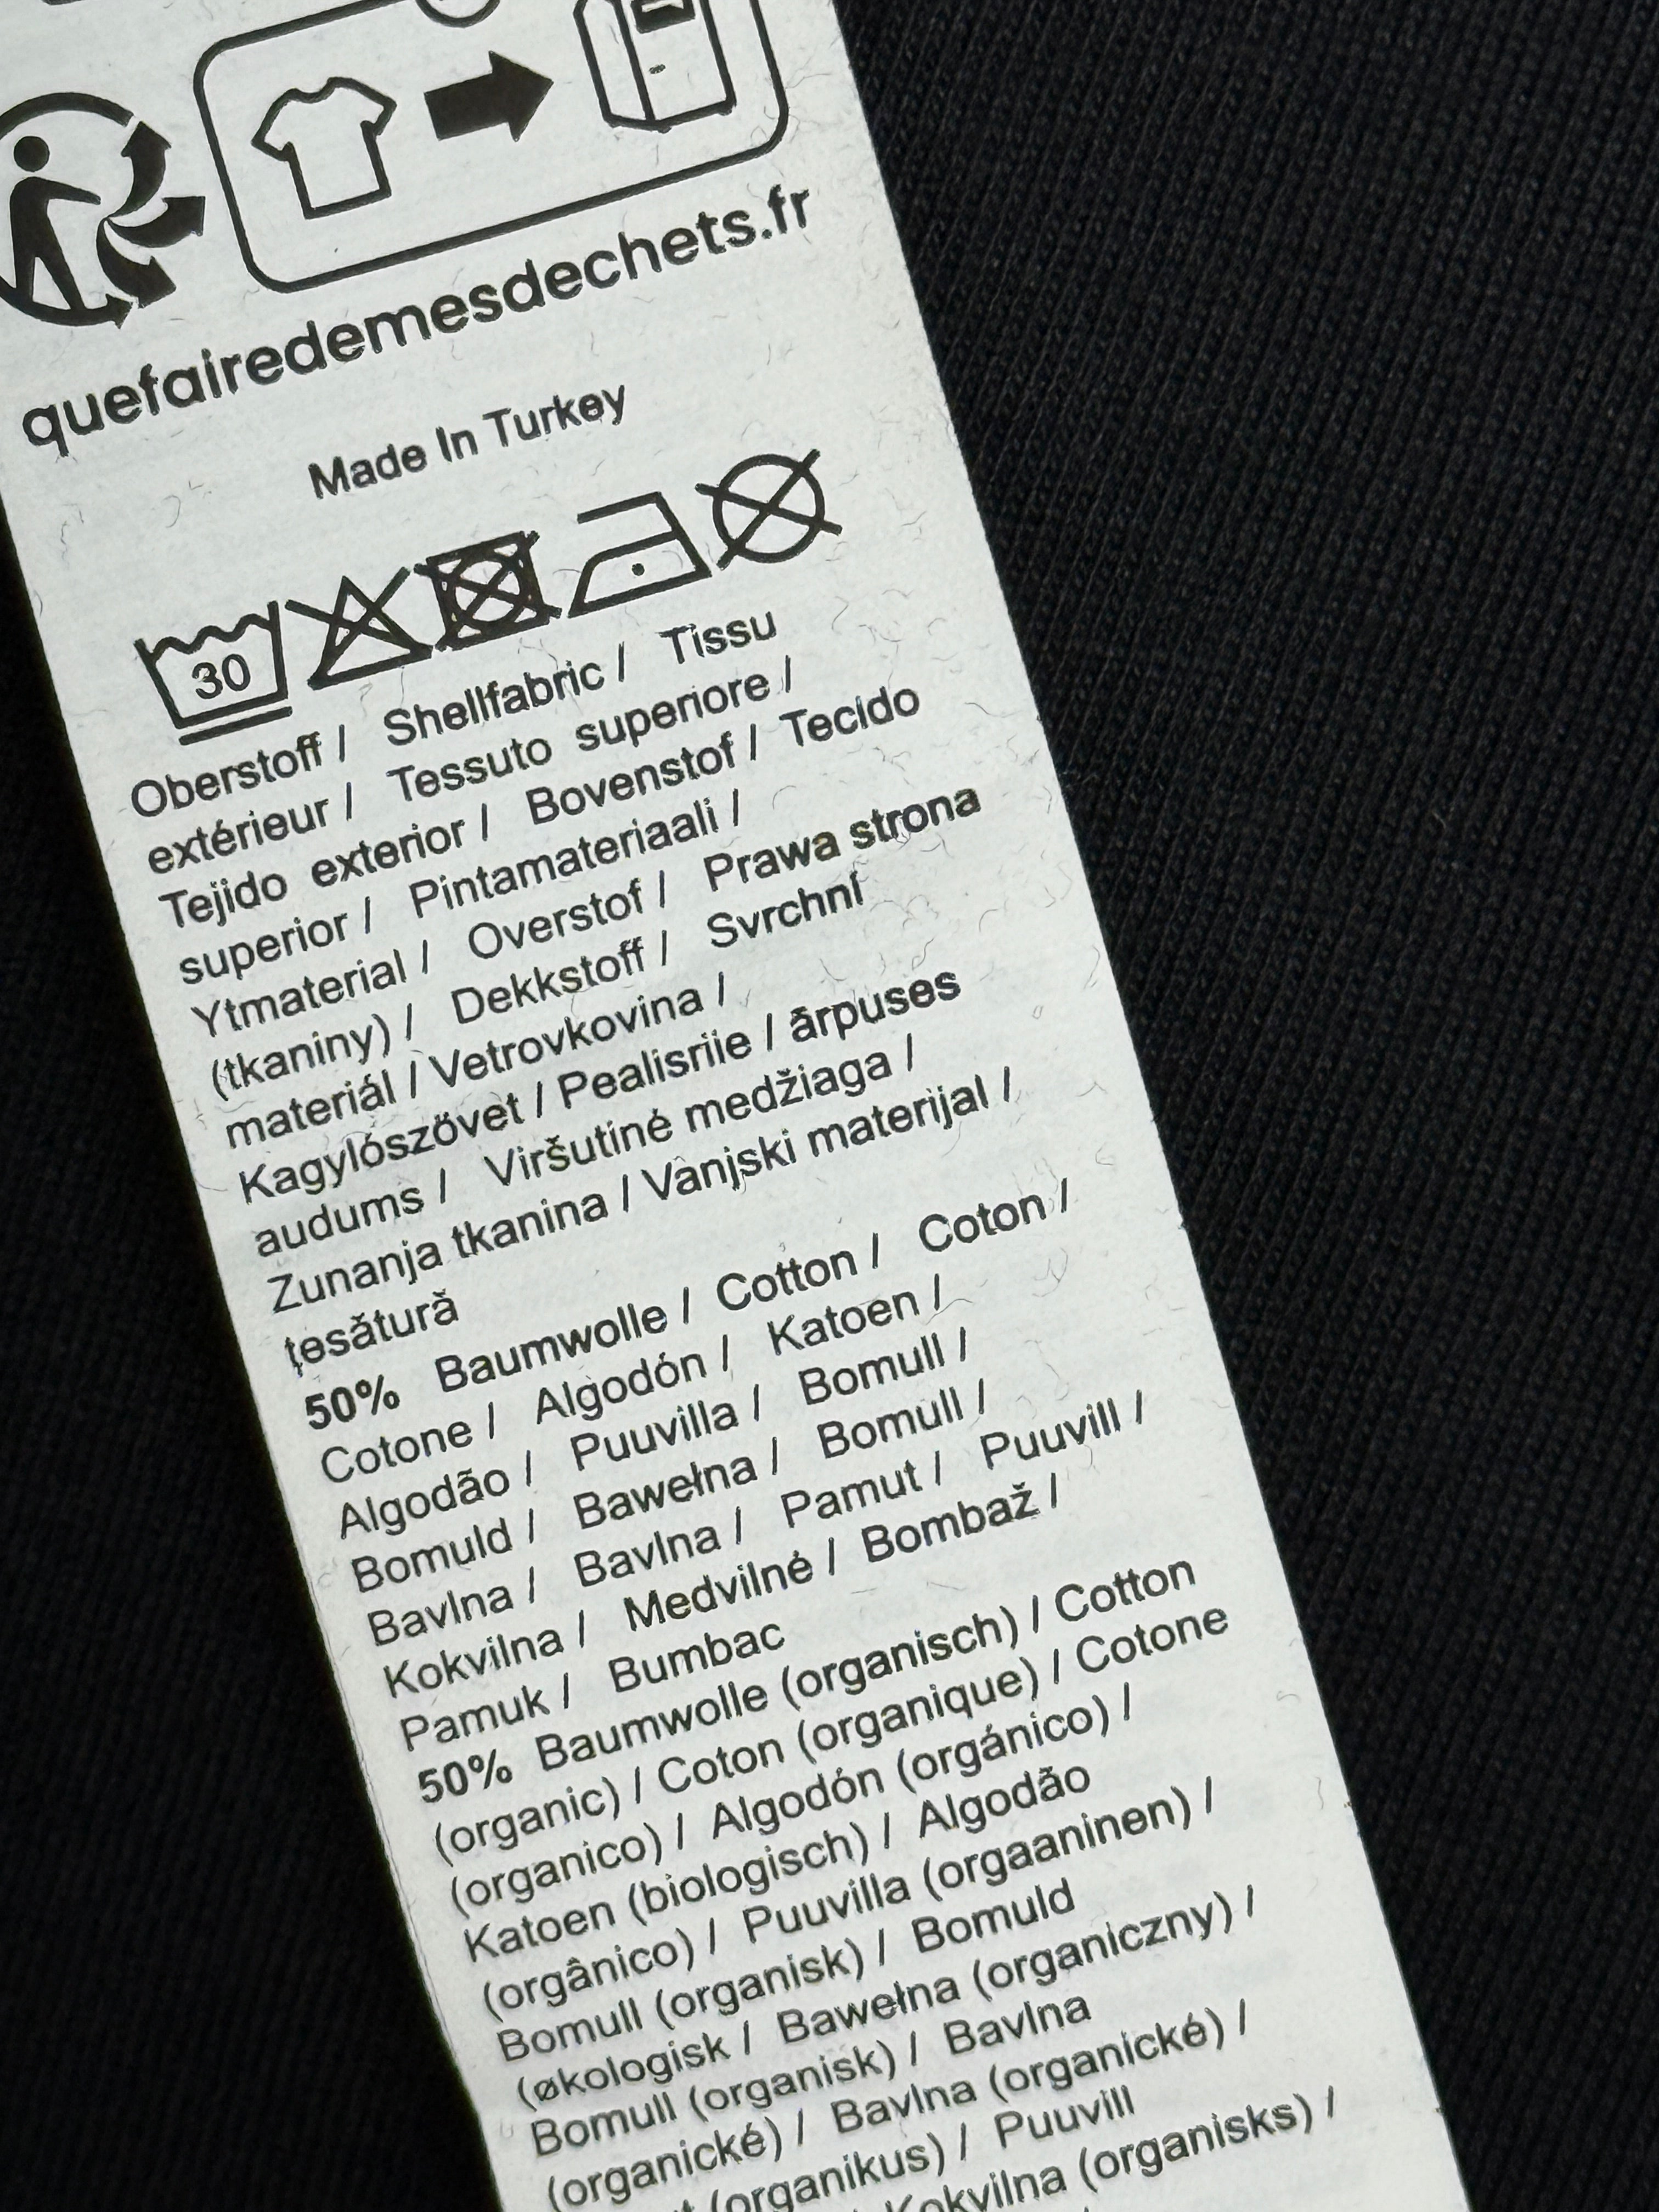 quefairedemesdechets.fr
Made In Turkey
30
Oberstoff / Shellfabric / Tissu
extérieur / Tessuto superiore /
Tejido exterior / Bovenstof / Tecido
superior / Pintamateriaali /
Ytmaterial / Overstof / Prawa strona
(tkaniny) / Dekkstoff / Svrchní
materiál / Vetrovkovina /
Kagylószövet / Pealisriie / ārpuses
audums / Viršutinė medžiaga /
Zunanja tkanina / Vanjski materijal /
țesătură
50% Baumwolle / Cotton / Coton /
Cotone / Algodón / Katoen /
Algodão / Puuvilla / Bomull /
Bomuld / Bawełna / Bomull /
Bavlna / Bavlna / Pamut / Puuvill /
Kokvilna / Medvilnė / Bombaž /
Pamuk / Bumbac
50% Baumwolle (organisch) / Cotton
(organic) / Coton (organique) / Cotone
(organico) / Algodón (orgánico) /
Katoen (biologisch) / Algodão
(orgânico) / Puuvilla (orgaaninen) /
Bomull (organisk) / Bomuld
(økologisk / Bawełna (organiczny) /
Bomull (organisk) / Bavlna
(organické) / Bavlna (organické) /
(organikus) / Puuvill
Kokvilna (organisks) /